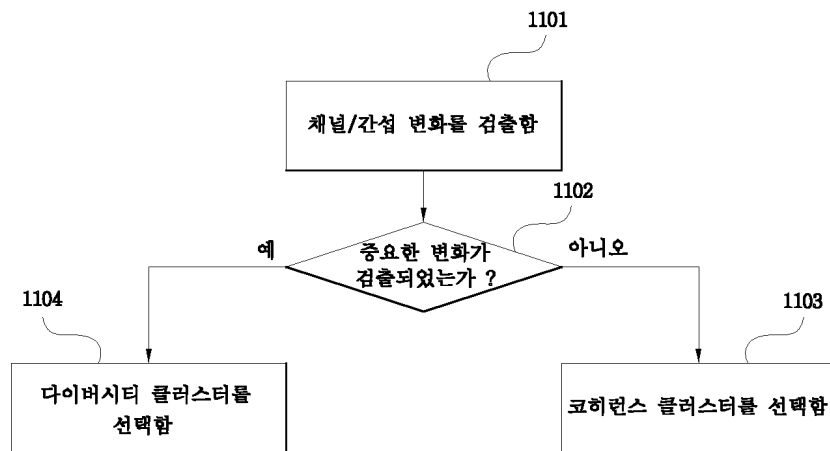 1101
채널/간섭 변화를 검출함
1102
중요한 변화가
검출되었는가 ?
예
아니오
1104
1103
다이버시티 클러스터를
선택함
코히런스 클러스터를 선택함